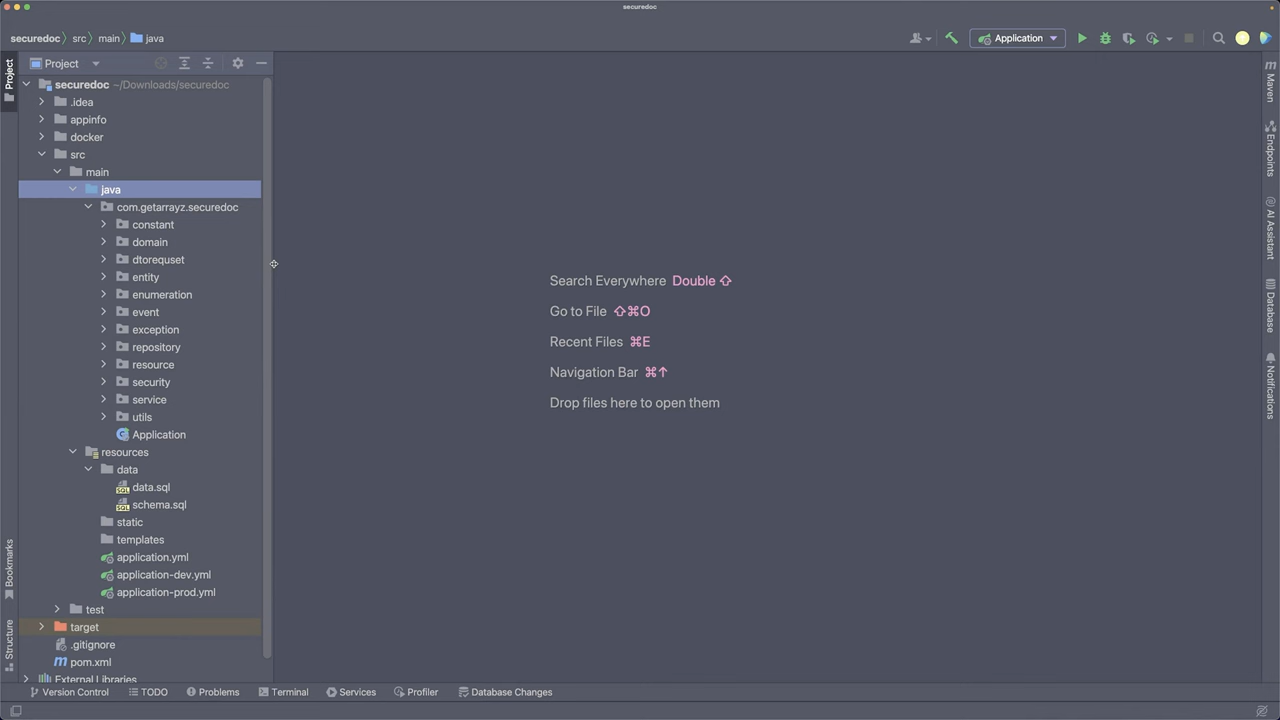 securedoc
securedoc src main java
Application
Project
securedoc ~/Downloads/securedoc
.idea
appinfo
docker
src
main
java
com.getarrayz.securedoc
constant
domain
dtorequset
entity
enumeration
event
exception
repository
resource
security
service
utils
Application
resources
data
data.sql
schema.sql
static
templates
application.yml
application-dev.yml
application-prod.yml
test
target
.gitignore
pom.xml
External Libraries
Project
Bookmarks
Structure
Search Everywhere Double ⇧
Go to File ⇧⌘O
Recent Files ⌘E
Navigation Bar ⌘↑
Drop files here to open them
Maven
Endpoints
AI Assistant
Database
Notifications
Version Control TODO Problems Terminal Services Profiler Database Changes